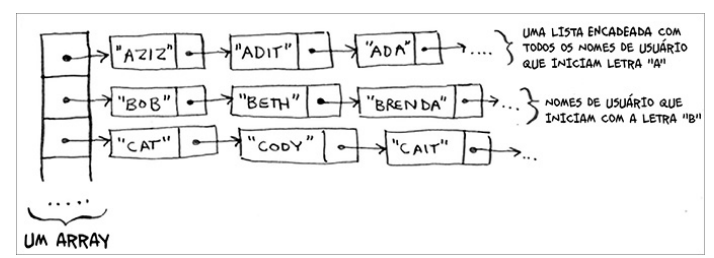 "AZIZ" "ADIT" "ADA" ....
UMA LISTA ENCADEADA COM
TODOS OS NOMES DE USUÁRIO
QUE INICIAM LETRA "A"
"BOB" "BETH" "BRENDA" ...
NOMES DE USUÁRIO QUE
INICIAM COM A LETRA "B"
"CAT" "CODY" "CAIT" ...
.....
UM ARRAY